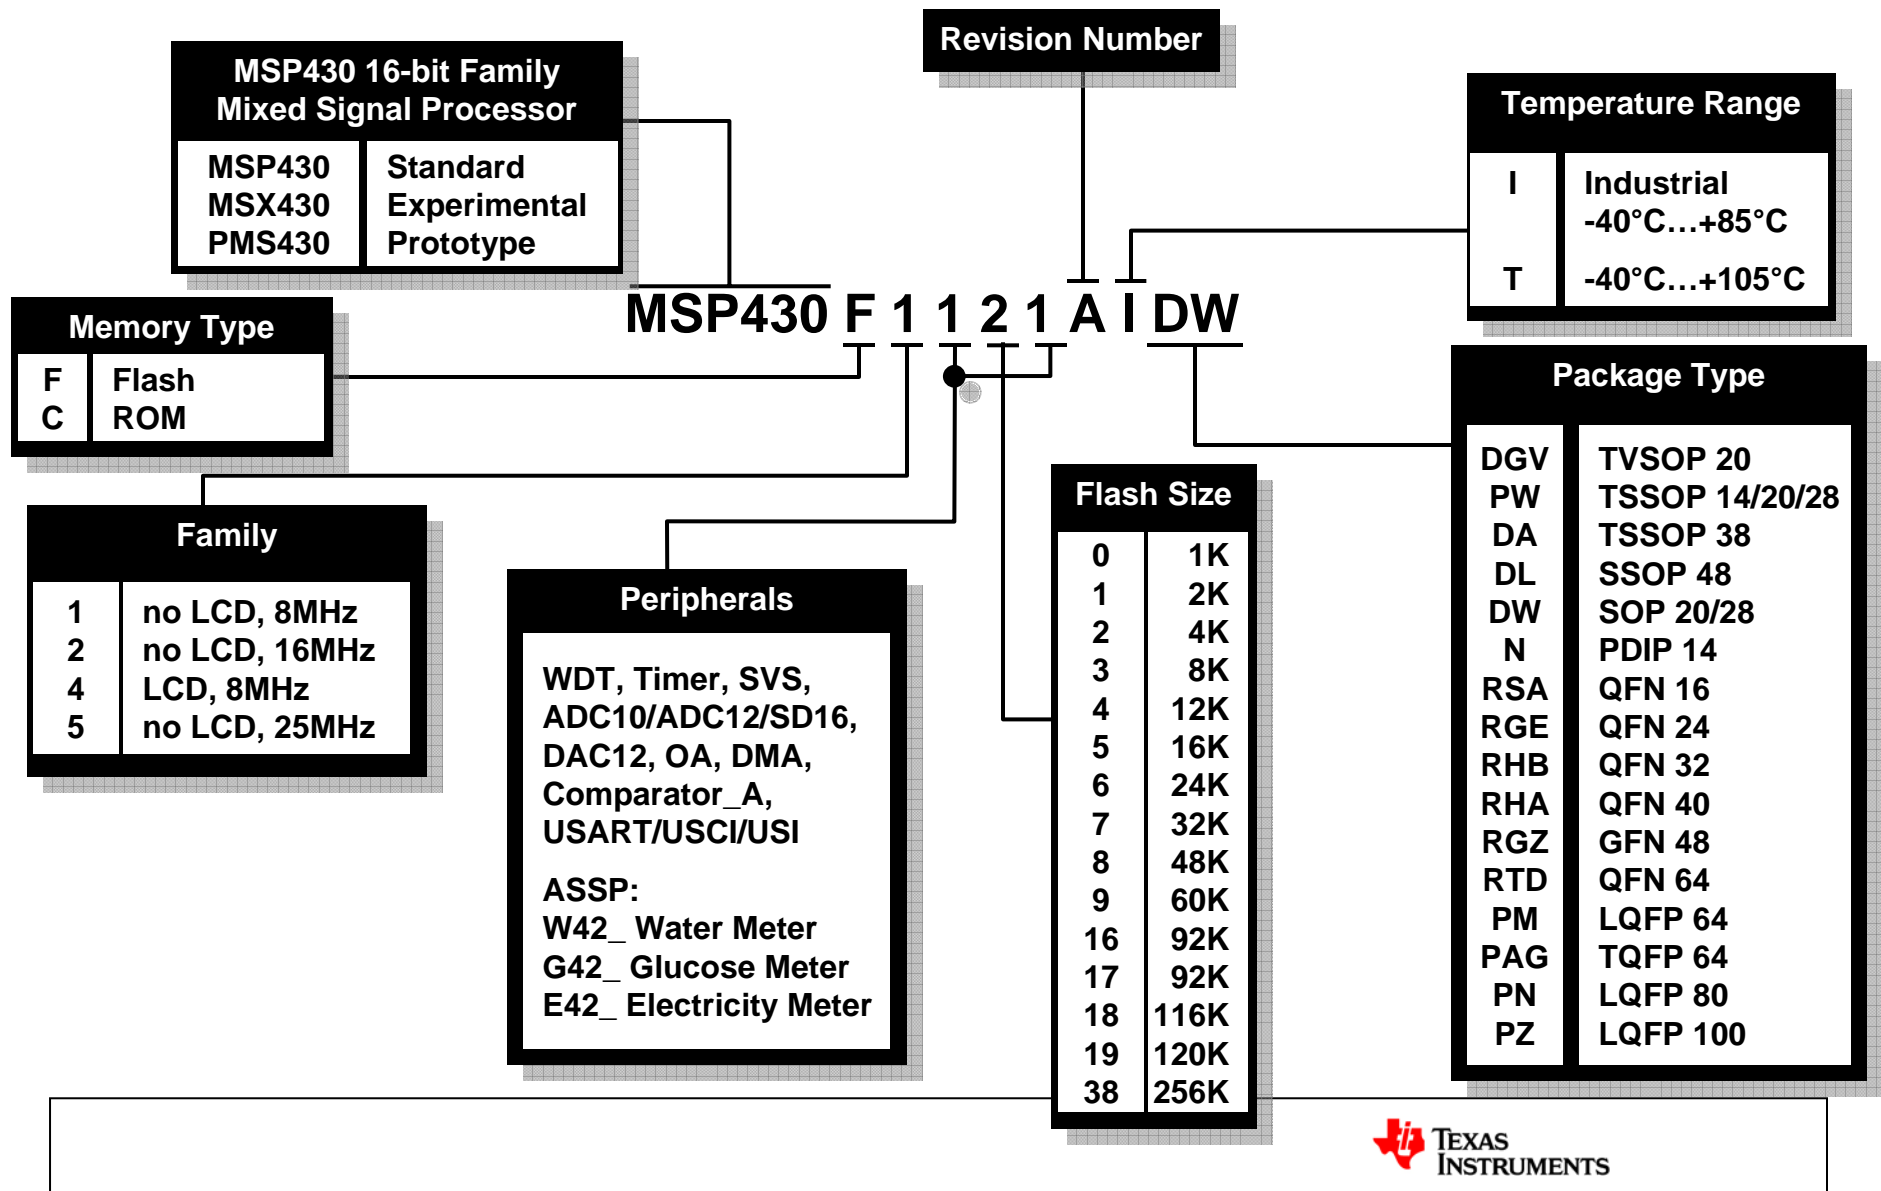 Revision Number
MSP430 16-bit Family
Mixed Signal Processor
MSP430 Standard
MSX430 Experimental
PMS430 Prototype
Temperature Range
I Industrial
-40°C…+85°C
T -40°C…+105°C
MSP430 F 1 1 2 1 A I DW
Memory Type
F Flash
C ROM
Family
1 no LCD, 8MHz
2 no LCD, 16MHz
4 LCD, 8MHz
5 no LCD, 25MHz
Peripherals
WDT, Timer, SVS,
ADC10/ADC12/SD16,
DAC12, OA, DMA,
Comparator_A,
USART/USCI/USI
ASSP:
W42_ Water Meter
G42_ Glucose Meter
E42_ Electricity Meter
Flash Size
0 1K
1 2K
2 4K
3 8K
4 12K
5 16K
6 24K
7 32K
8 48K
9 60K
16 92K
17 92K
18 116K
19 120K
38 256K
Package Type
DGV TVSOP 20
PW TSSOP 14/20/28
DA TSSOP 38
DL SSOP 48
DW SOP 20/28
N PDIP 14
RSA QFN 16
RGE QFN 24
RHB QFN 32
RHA QFN 40
RGZ GFN 48
RTD QFN 64
PM LQFP 64
PAG TQFP 64
PN LQFP 80
PZ LQFP 100
TEXAS
INSTRUMENTS